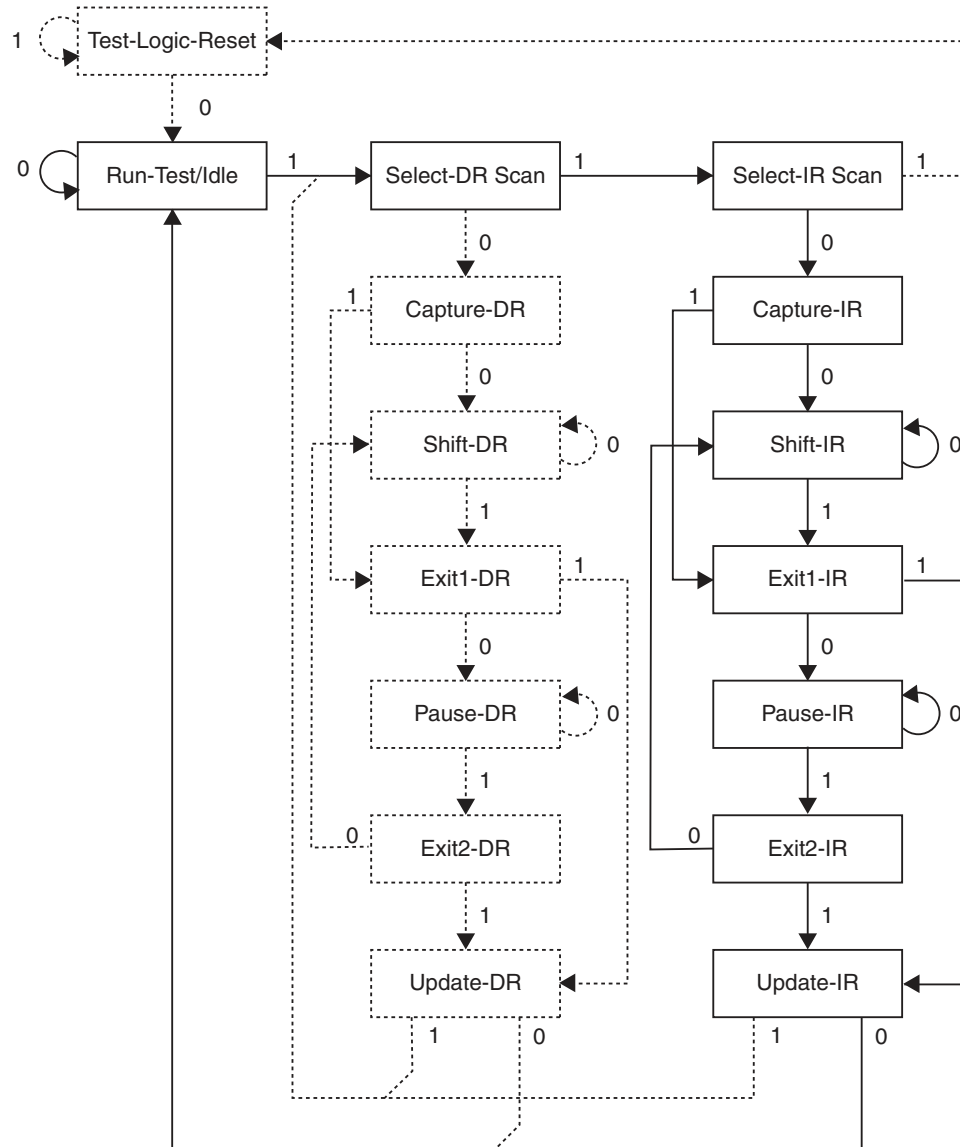 1
Test-Logic-Reset
0
0
Run-Test/Idle
1
Select-DR Scan
1
Select-IR Scan
1
0
0
1
Capture-DR
1
Capture-IR
0
0
Shift-DR
0
Shift-IR
0
1
1
Exit1-DR
1
Exit1-IR
1
0
0
Pause-DR
0
Pause-IR
0
1
1
0
Exit2-DR
0
Exit2-IR
1
1
Update-DR
Update-IR
1
0
1
0